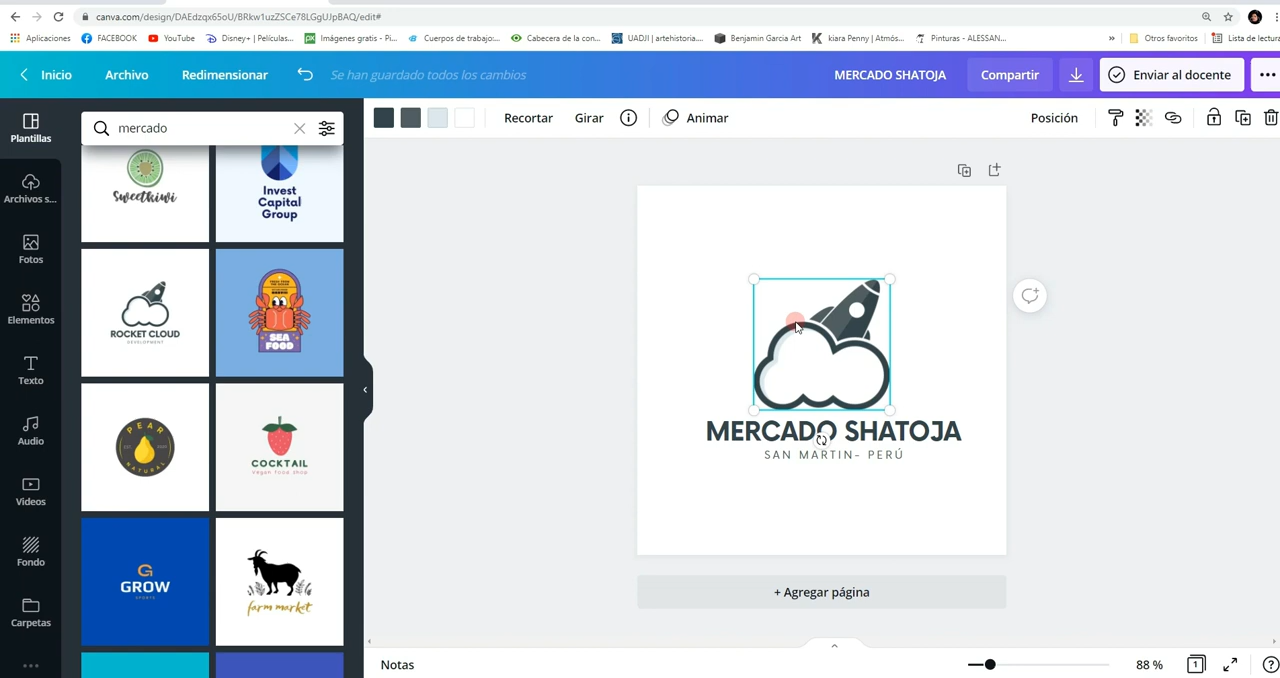 canva.com/design/DAEdzqx65oU/BRkw1uzZSCe78LGgUJpBAQ/edit#
Aplicaciones FACEBOOK YouTube Disney+ | Películas... Imágenes gratis - Pi... Cuerpos de trabajo:... Cabecera de la con... UADJI | artehistoria.... Benjamin Garcia Art kiara Penny | Atmós... Pinturas - ALESSAN... » Otros favoritos Lista de lectura
Inicio Archivo Redimensionar Se han guardado todos los cambios MERCADO SHATOJA Compartir Enviar al docente
Plantillas
Archivos s...
Fotos
Elementos
Texto
Audio
Videos
Fondo
Carpetas
mercado
Sweetkiwi
Invest
Capital
Group
ROCKET CLOUD
DEVELOPMENT
SEA
FOOD
PEAR
NATURAL
COCKTAIL
Vegan Food Shop
G
GROW
SPORTS
farm market
Recortar Girar Animar Posición
MERCADO SHATOJA
SAN MARTIN- PERÚ
+ Agregar página
Notas 88 % 1